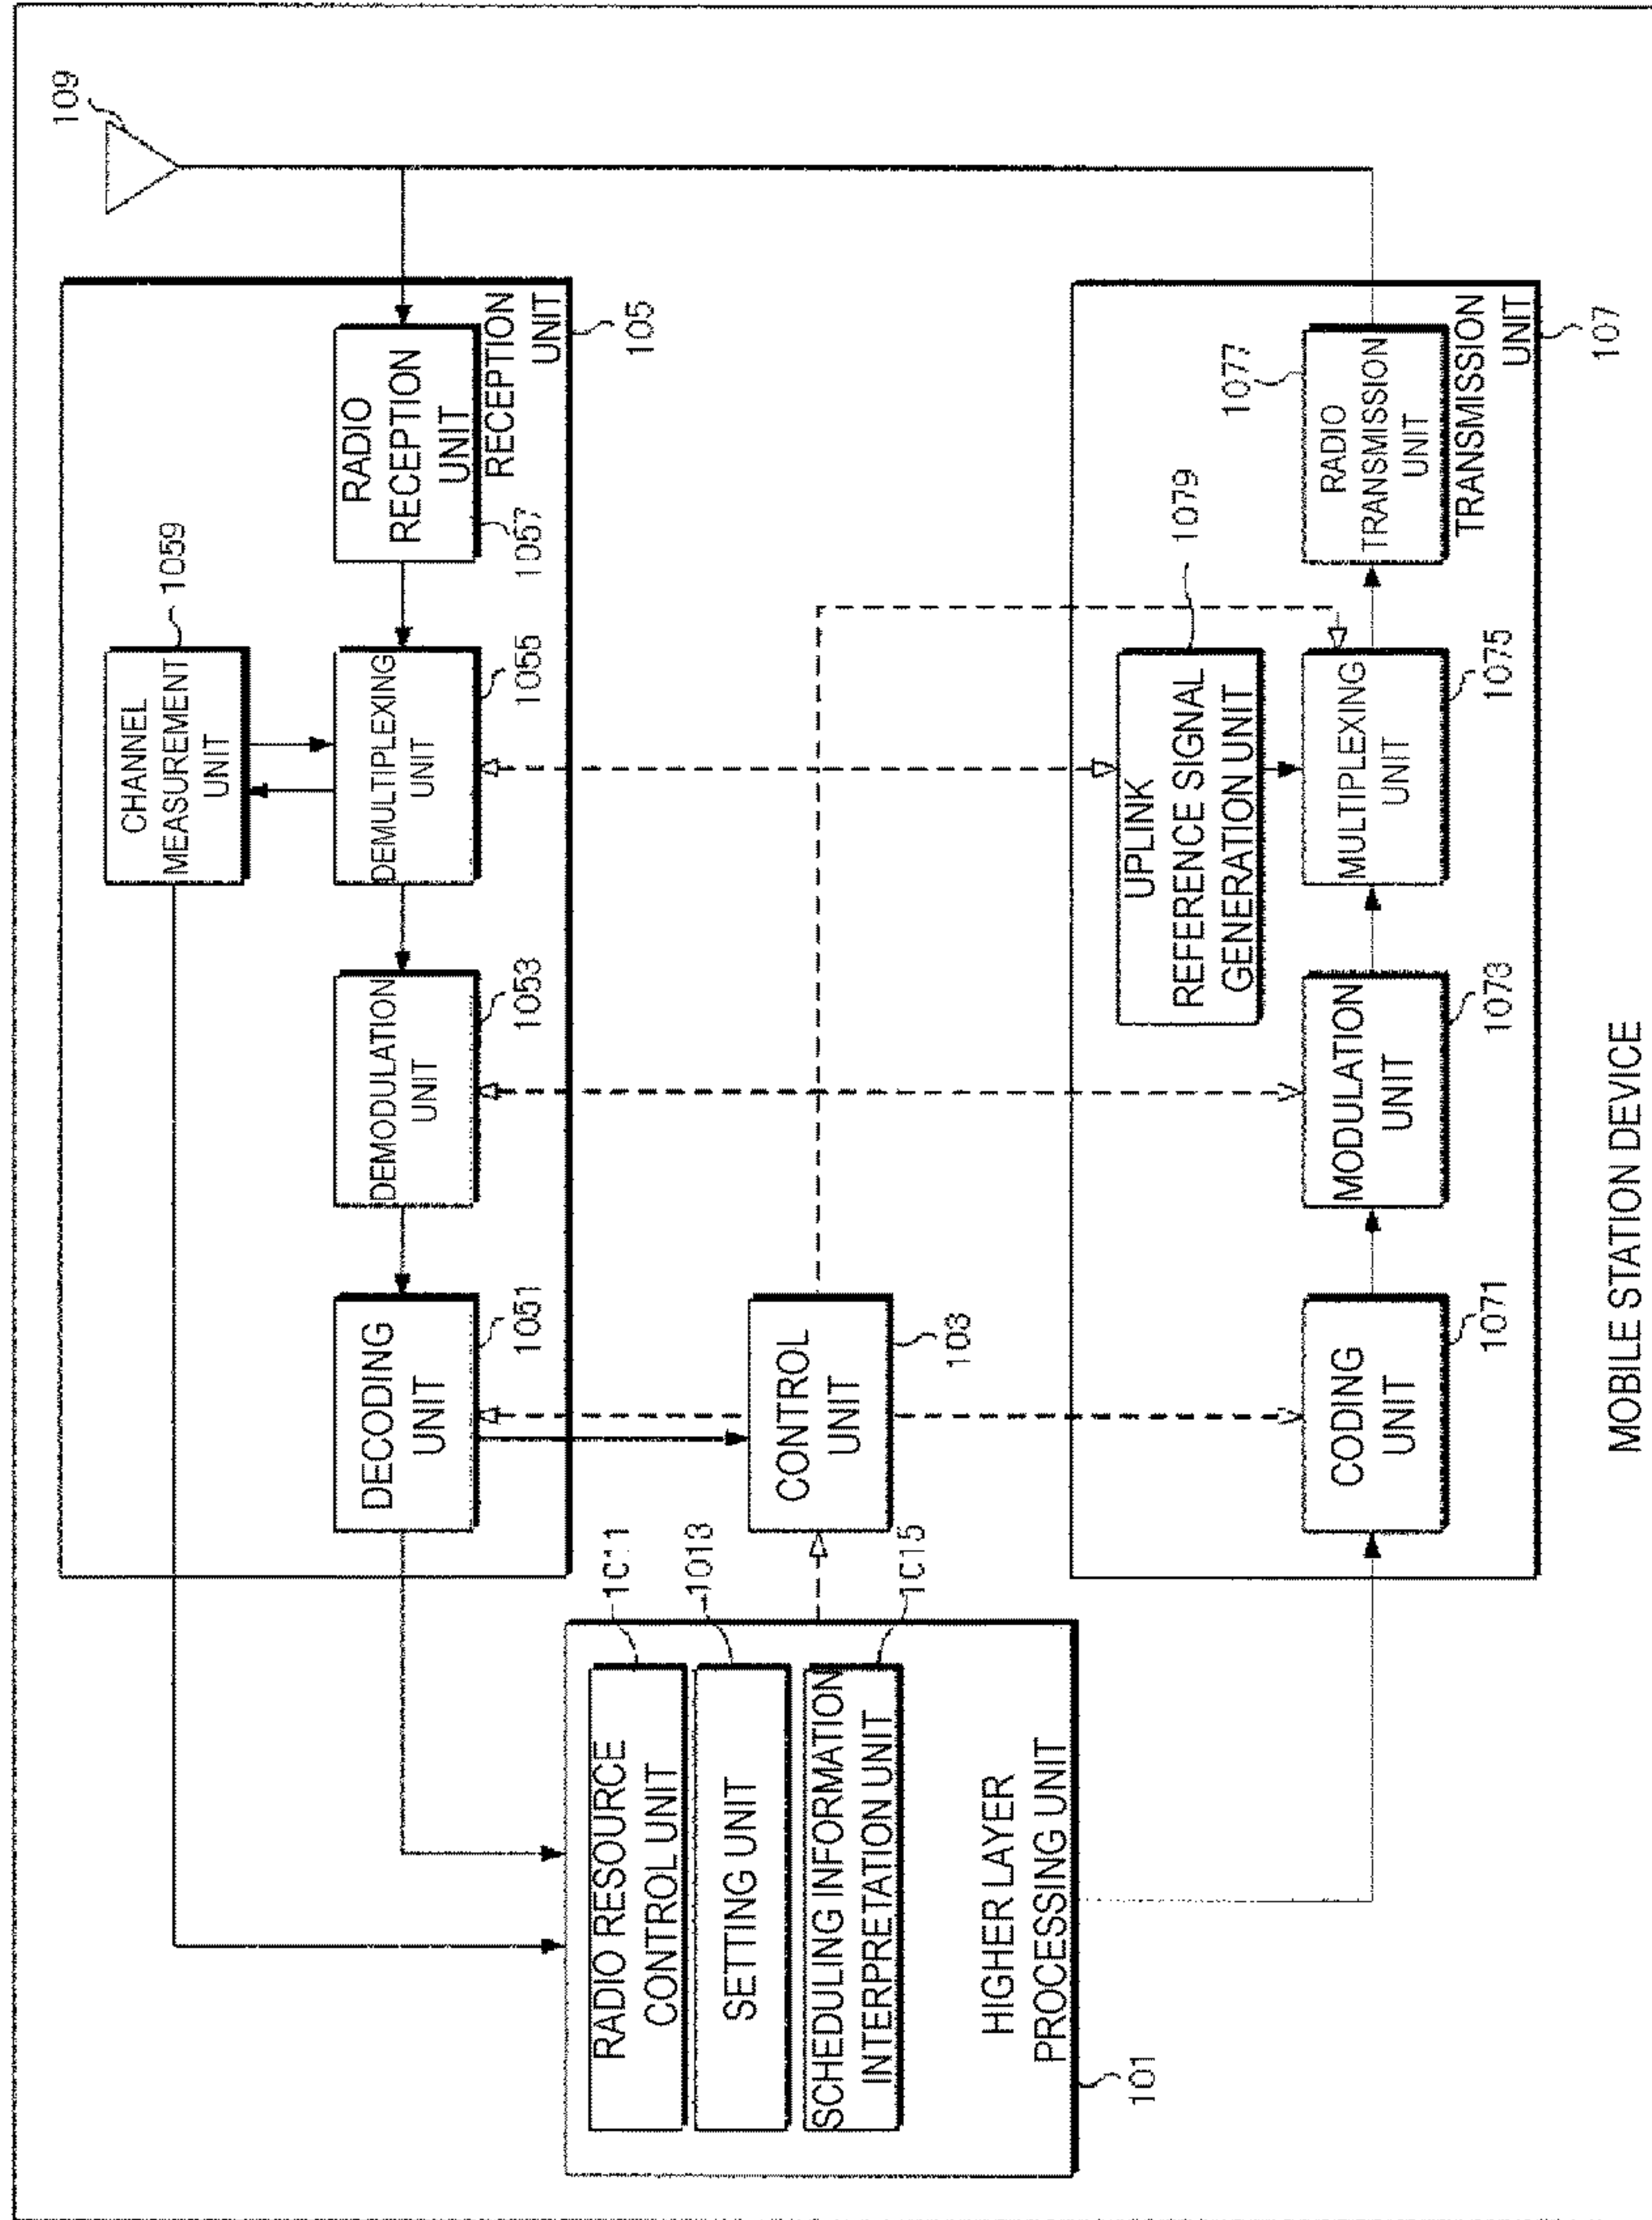 109
1059
CHANNEL
MEASUREMENT
UNIT
DECODING
UNIT
1051
DEMODULATION
UNIT
1053
DEMULTIPLEXING
UNIT
1055
RADIO
RECEPTION
UNIT
1057
RECEPTION
UNIT
105
RADIO RESOURCE
CONTROL UNIT
1011
SETTING UNIT
1013
SCHEDULING INFORMATION
INTERPRETATION UNIT
1015
HIGHER LAYER
PROCESSING UNIT
101
CONTROL
UNIT
103
UPLINK
REFERENCE SIGNAL
GENERATION UNIT
1079
CODING
UNIT
1071
MODULATION
UNIT
1073
MULTIPLEXING
UNIT
1075
RADIO
TRANSMISSION
UNIT
1077
TRANSMISSION
UNIT
107
MOBILE STATION DEVICE